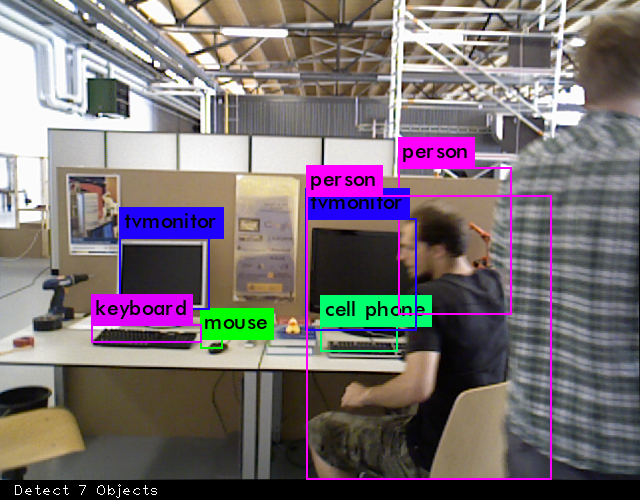 person
person
tvmonitor
tvmonitor
keyboard
cell phone
mouse
Detect 7 Objects